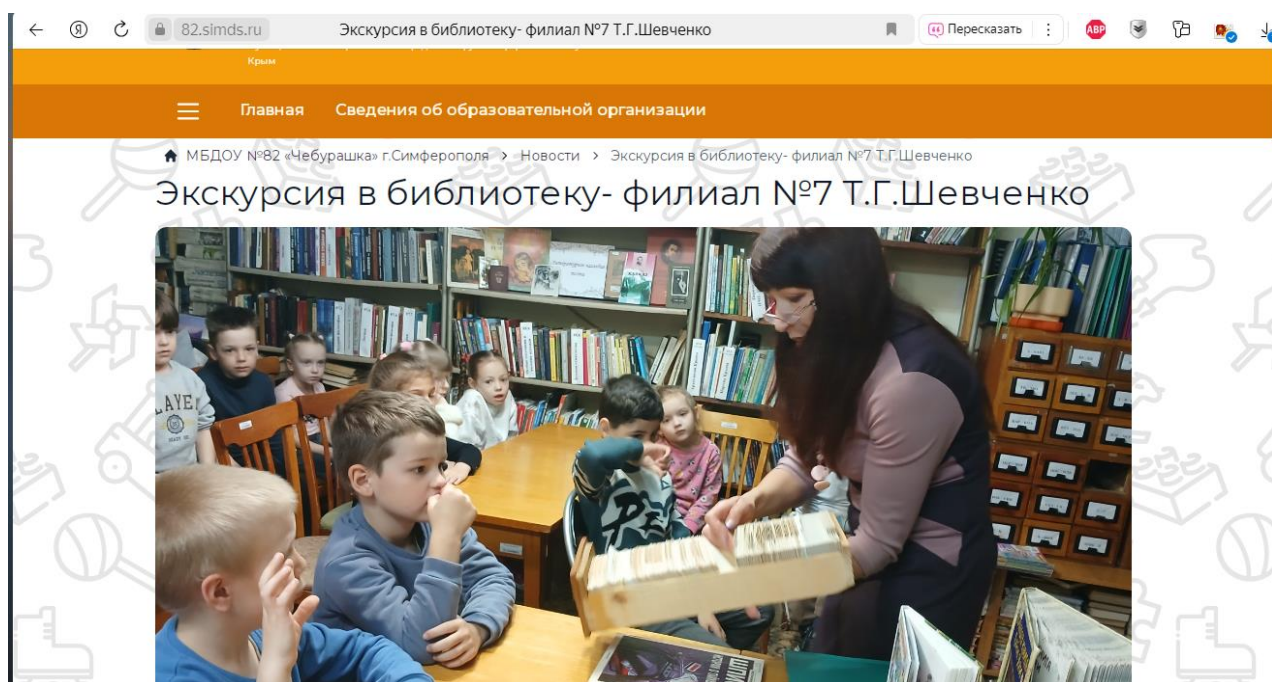 82.simds.ru
Экскурсия в библиотеку- филиал №7 Т.Г.Шевченко
Пересказать
ABP
Крым
Главная
Сведения об образовательной организации
МБДОУ №82 «Чебурашка» г.Симферополя > Новости > Экскурсия в библиотеку- филиал №7 Т.Г.Шевченко
Экскурсия в библиотеку- филиал №7 Т.Г.Шевченко